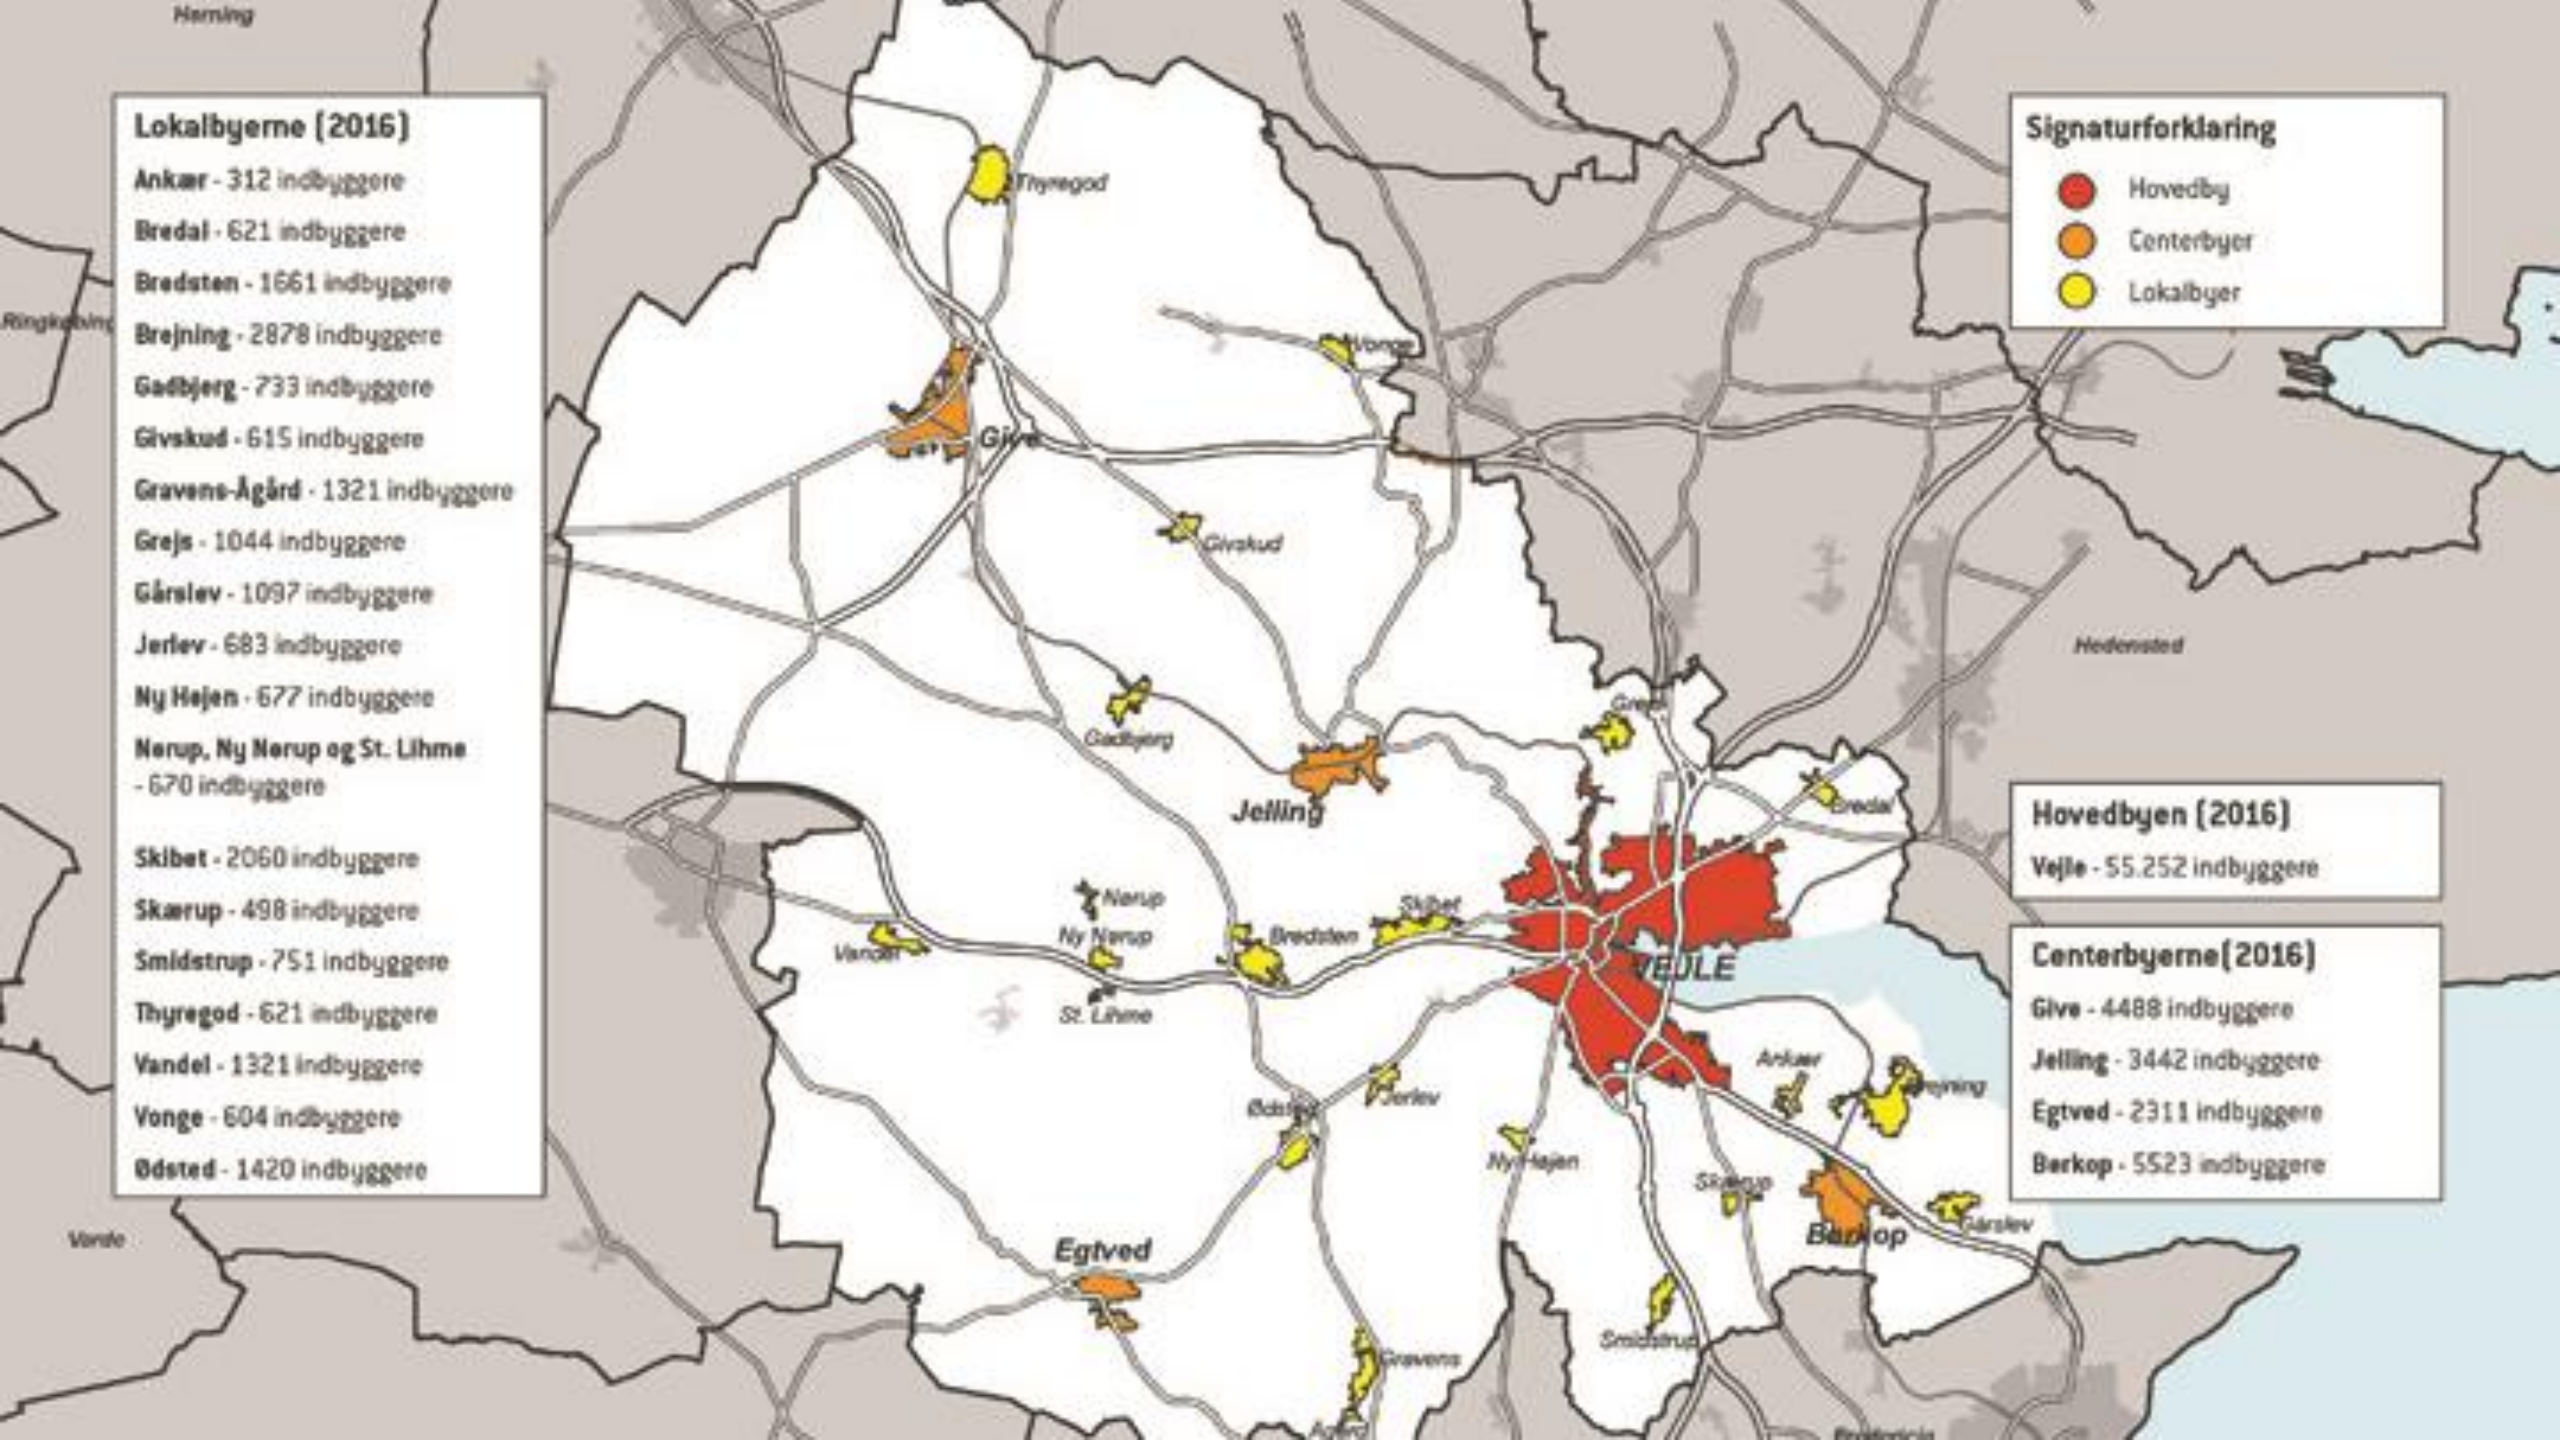 Herning
Lokalbyerne (2016)
Ankær - 312 indbyggere
Bredal - 621 indbyggere
Bredsten - 1661 indbyggere
Brejning - 2878 indbyggere
Gadbjerg - 733 indbyggere
Givskud - 615 indbyggere
Gravens-Ågård - 1321 indbyggere
Grejs - 1044 indbyggere
Gårslev - 1097 indbyggere
Jerlev - 683 indbyggere
Ny Højen - 677 indbyggere
Nørup, Ny Nørup og St. Lihme
- 670 indbyggere
Skibet - 2060 indbyggere
Skærup - 498 indbyggere
Smidstrup - 751 indbyggere
Thyregod - 621 indbyggere
Vandel - 1321 indbyggere
Vonge - 604 indbyggere
Ødsted - 1420 indbyggere
Signaturforklaring
Hovedby
Centerbyer
Lokalbyer
Hovedbyen (2016)
Vejle - 55.252 indbyggere
Centerbyerne(2016)
Give - 4488 indbyggere
Jelling - 3442 indbyggere
Egtved - 2311 indbyggere
Børkop - 5523 indbyggere
Thyregod
Vonge
Give
Givskud
Hedensted
Grejs
Gadbjerg
Jelling
Bredal
Nørup
Skibet
Ny Nørup
Bredsten
Vandel
VEJLE
St. Lihme
Ankær
Brejning
Jerlev
Ødsted
Ny Højen
Skærup
Gårslev
Børkop
Varde
Egtved
Smidstrup
Gravens